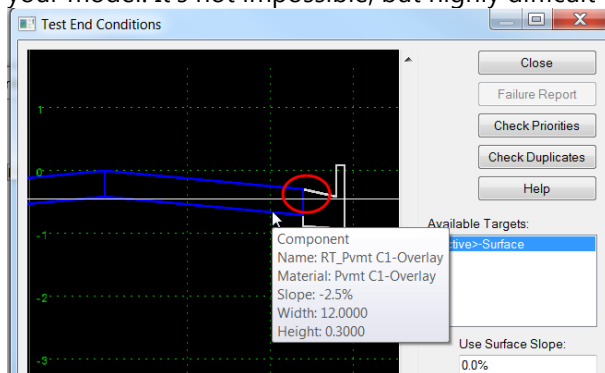 your model. It's not impossible, but highly difficult
Test End Conditions
Close
Failure Report
Check Priorities
Check Duplicates
Help
Available Targets:
tive>-Surface
Use Surface Slope:
0.0%
1
0
-1
-2
-3
Component
Name: RT_Pvmt C1-Overlay
Material: Pvmt C1-Overlay
Slope: -2.5%
Width: 12.0000
Height: 0.3000